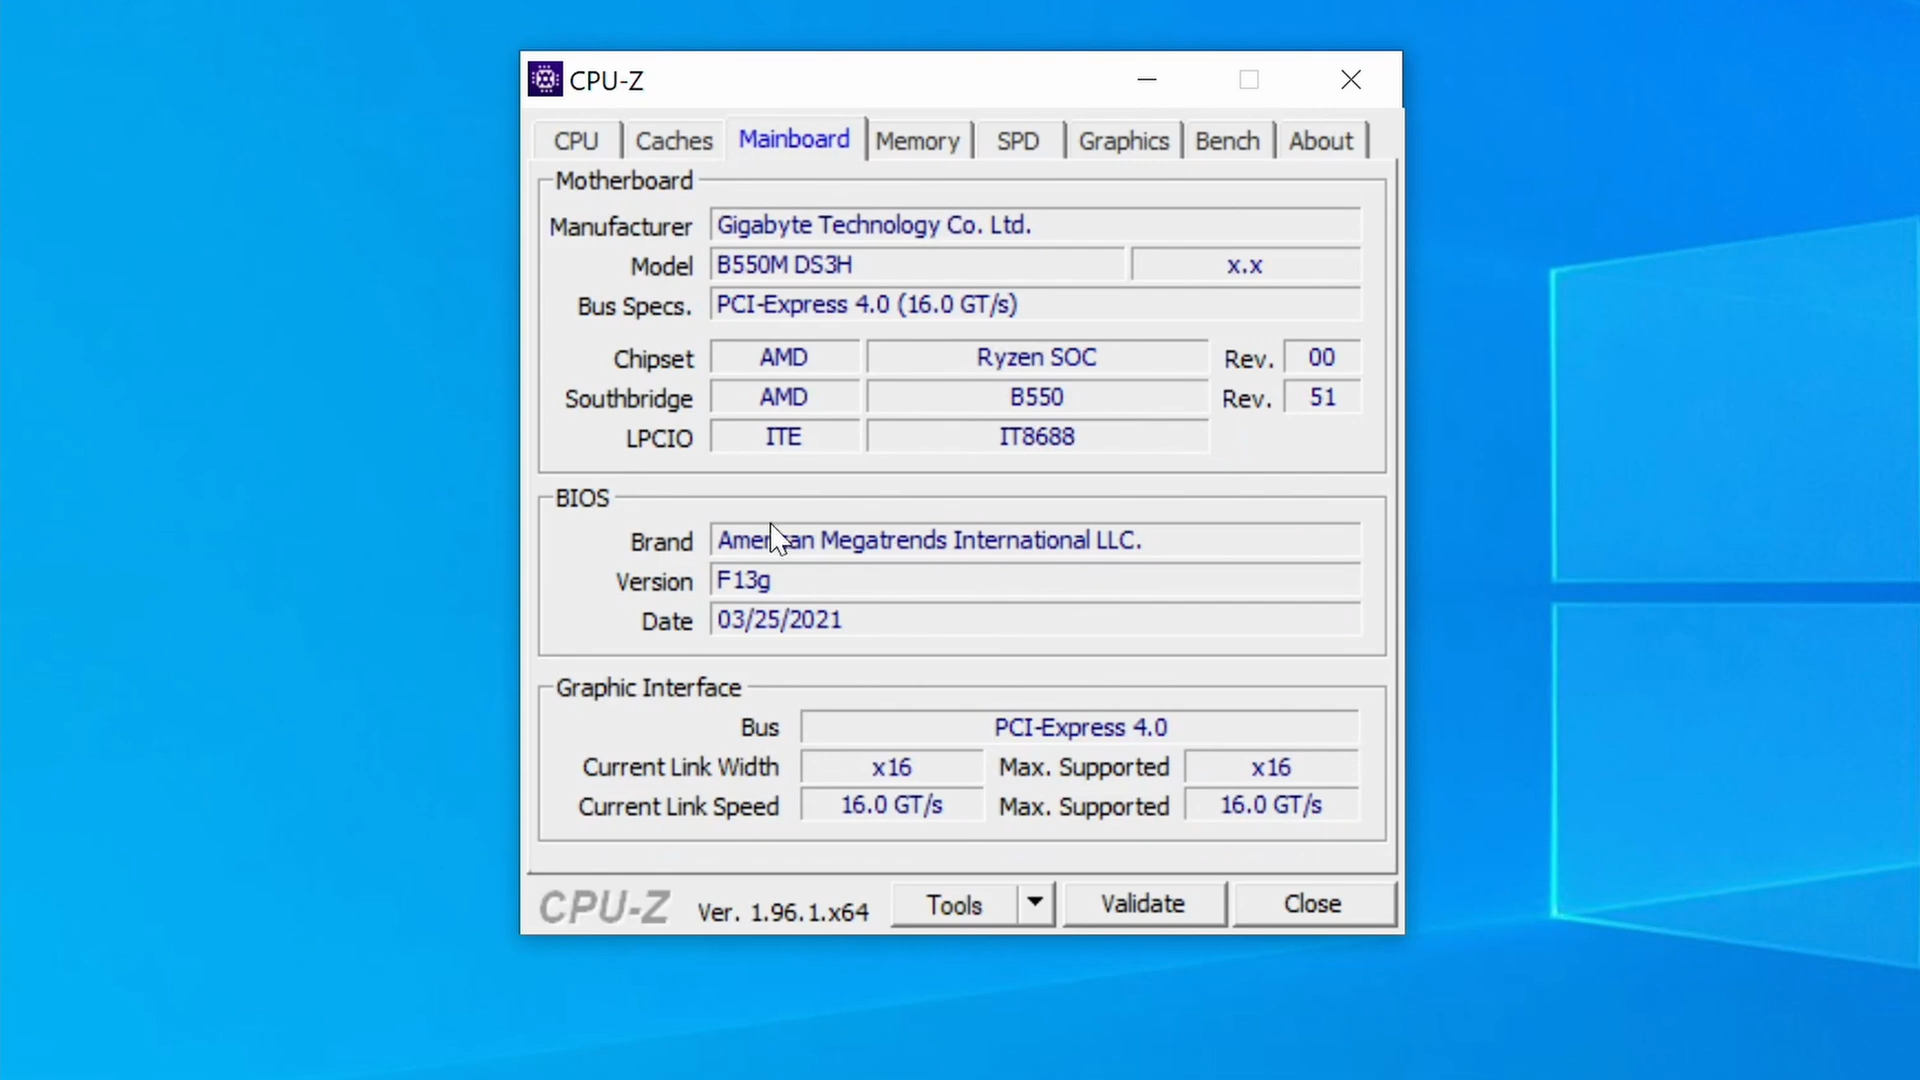 CPU-Z
CPU Caches Mainboard Memory SPD Graphics Bench About
Motherboard
Manufacturer Gigabyte Technology Co. Ltd.
Model B550M DS3H x.x
Bus Specs. PCI-Express 4.0 (16.0 GT/s)
Chipset AMD Ryzen SOC Rev. 00
Southbridge AMD B550 Rev. 51
LPCIO ITE IT8688
BIOS
Brand American Megatrends International LLC.
Version F13g
Date 03/25/2021
Graphic Interface
Bus PCI-Express 4.0
Current Link Width x16 Max. Supported x16
Current Link Speed 16.0 GT/s Max. Supported 16.0 GT/s
CPU-Z Ver. 1.96.1.x64 Tools Validate Close